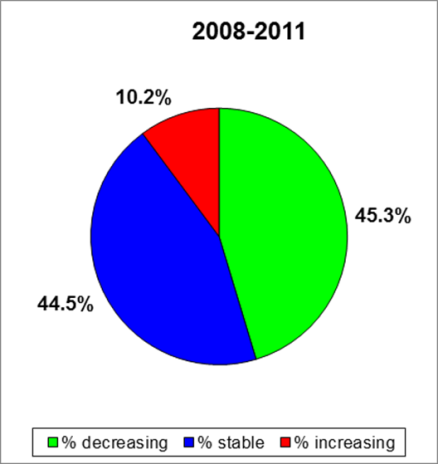 2008-2011
10.2%
45.3%
44.5%
% decreasing % stable % increasing